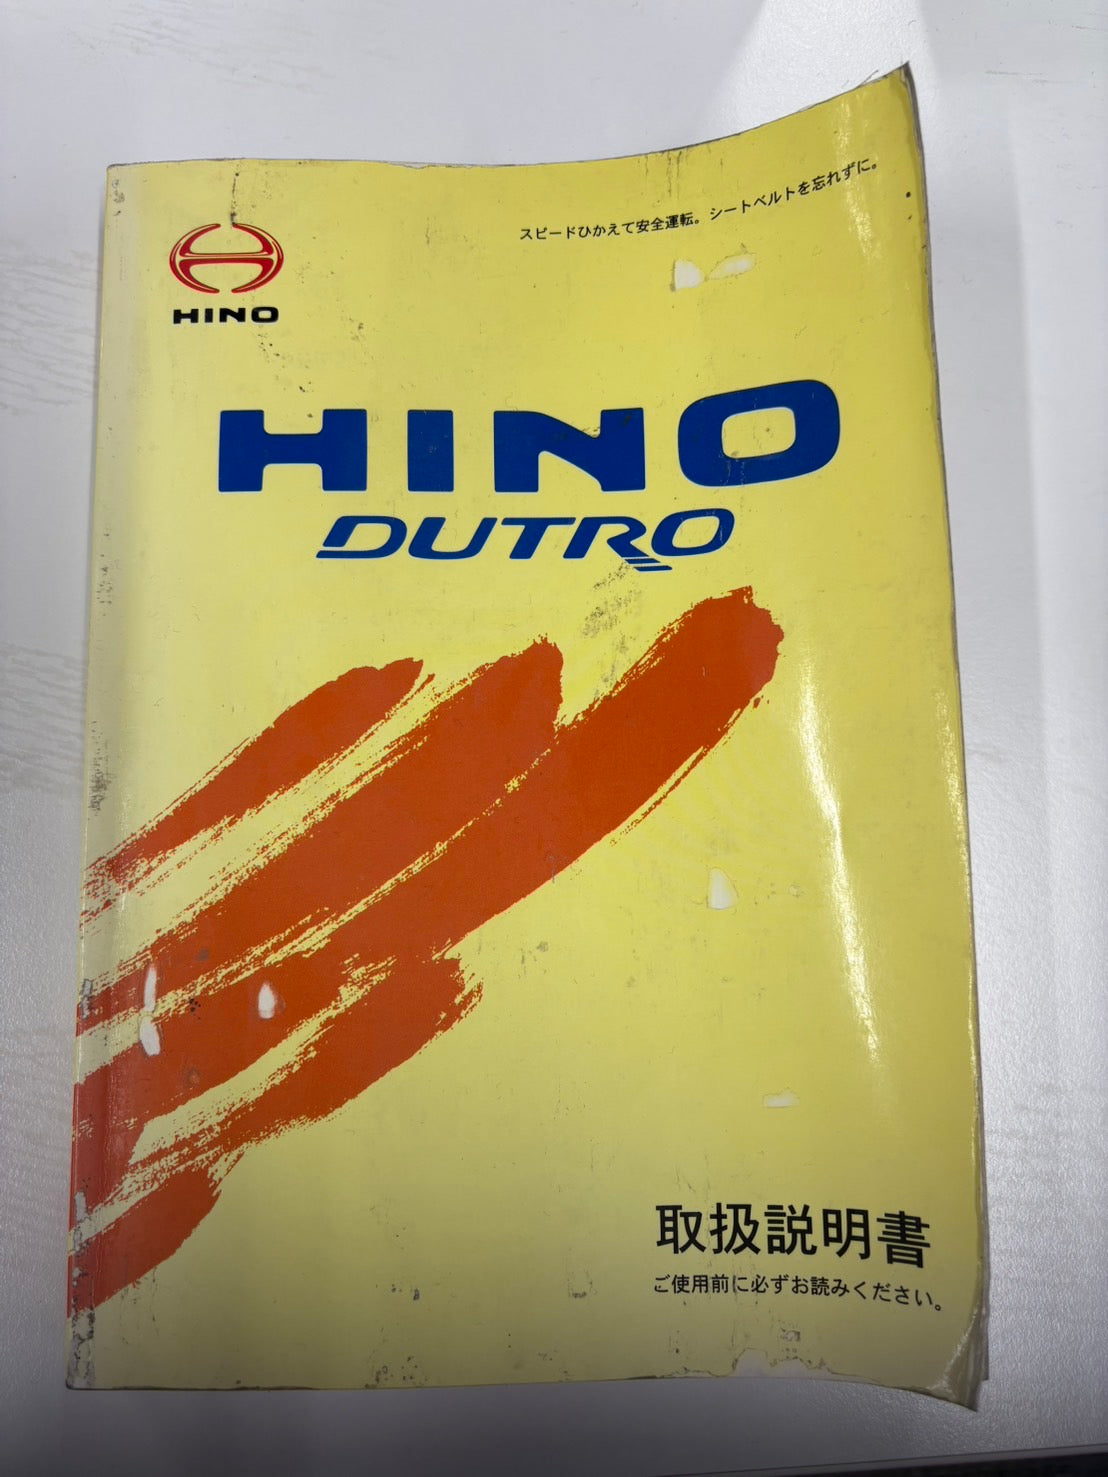 スピードひかえて安全運転。シートベルトを忘れずに。
HINO
HINO
DUTRO
取扱説明書
ご使用前に必ずお読みください。